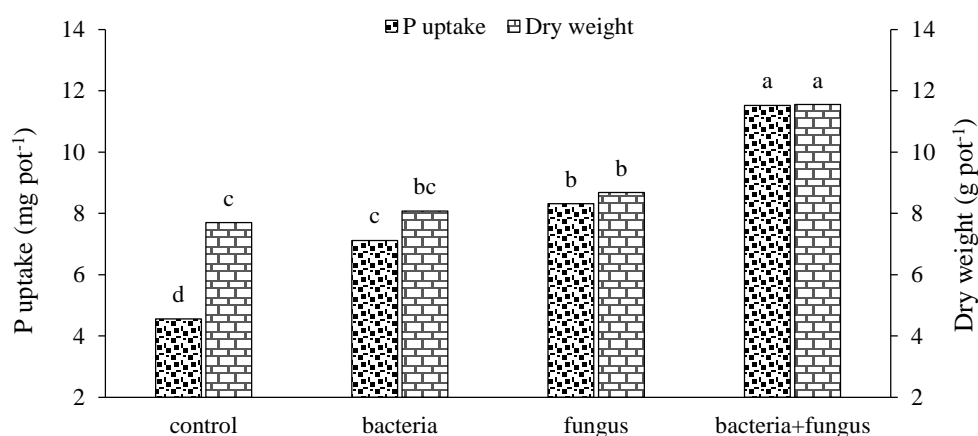 P uptake Dry weight
14 14
12 12
10 10
8 8
6 6
4 4
2 2
P uptake (mg pot-1)
Dry weight (g pot-1)
a a
b b
bc
c
c
d
control bacteria fungus bacteria+fungus